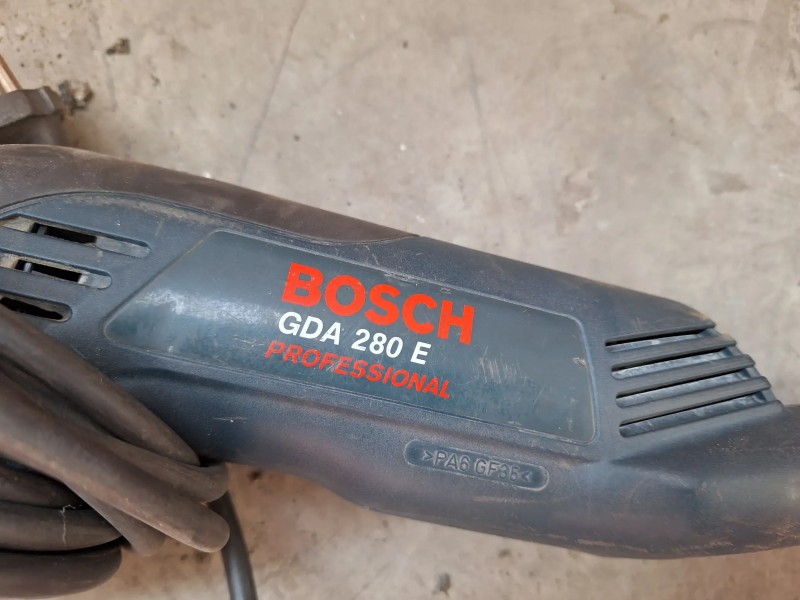 BOSCH
GDA 280 E
PROFESSIONAL
>PA6 GF35<